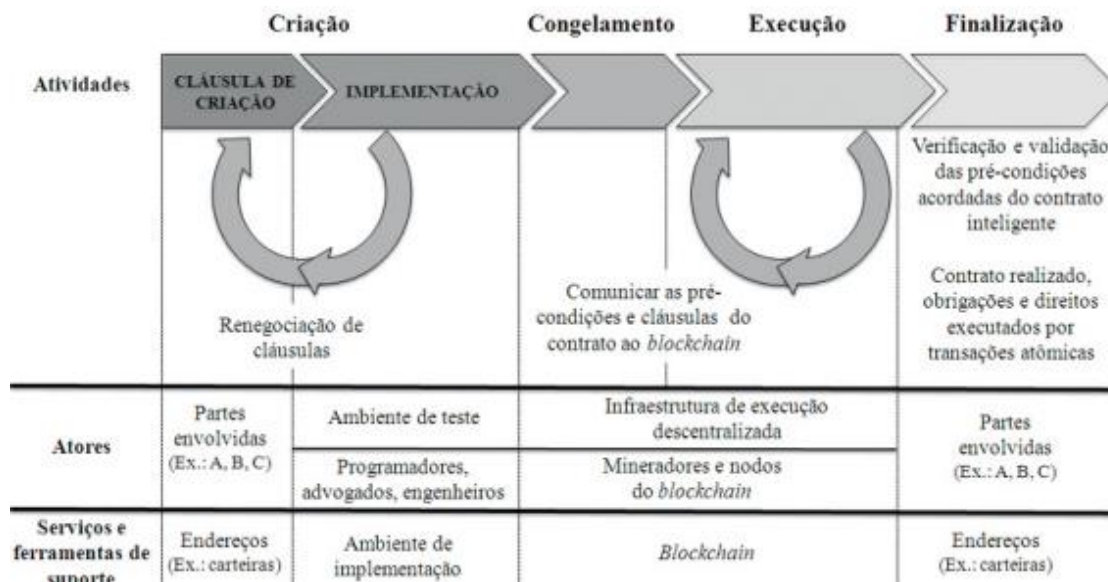 Criação
Congelamento
Execução
Finalização
Atividades
CLÁUSULA DE
CRIAÇÃO
IMPLEMENTAÇÃO
Renegociação de
cláusulas
Comunicar as pré-
condições e cláusulas do
contrato ao blockchain
Verificação e validação
das pré-condições
acordadas do contrato
inteligente
Contrato realizado,
obrigações e direitos
executados por
transações atômicas
Atores
Partes
envolvidas
(Ex.: A, B, C)
Ambiente de teste
Programadores,
advogados, engenheiros
Infraestrutura de execução
descentralizada
Mineradores e nodos
do blockchain
Partes
envolvidas
(Ex.: A, B, C)
Serviços e
ferramentas de
suporte
Endereços
(Ex.: carteiras)
Ambiente de
implementação
Blockchain
Endereços
(Ex.: carteiras)